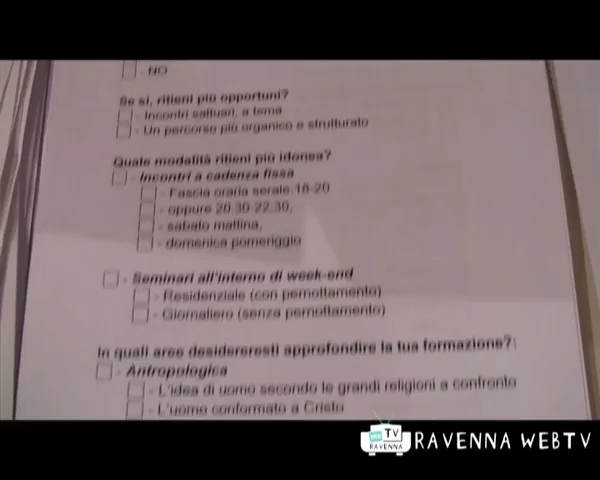 - NO
Se sì, ritieni più opportuni?
- Incontri saltuari, a tema
- Un percorso più organico e strutturato
Quale modalità ritieni più idonea?
- Incontri a cadenza fissa
- Fascia oraria serale 18-20
- oppure 20.30-22.30,
- sabato mattina,
- domenica pomeriggio
- Seminari all'interno di week-end
- Residenziale (con pernottamento)
- Giornaliero (senza pernottamento)
In quali aree desidereresti approfondire la tua formazione?:
- Antropologica
- L'idea di uomo secondo le grandi religioni a confronto
- L'uomo conformato a Cristo
WEB TV RAVENNA
RAVENNA WEBTV